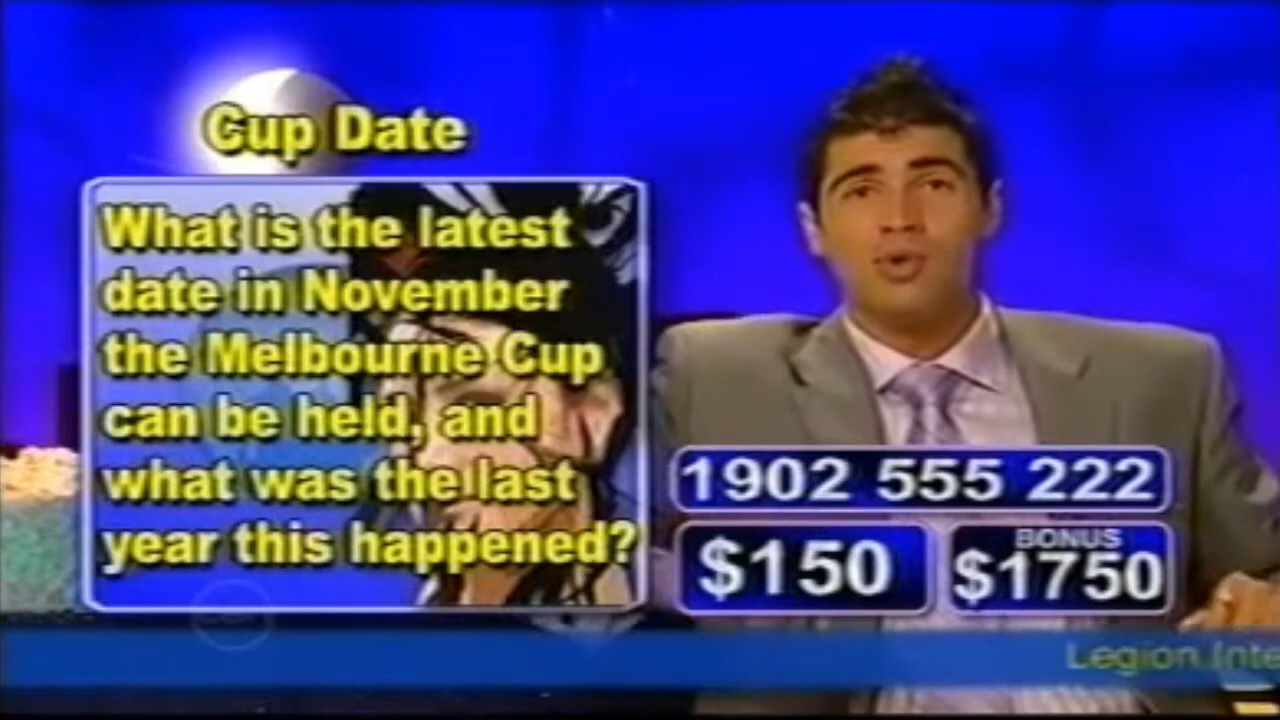 Cup Date
What is the latest
date in November
the Melbourne Cup
can be held, and
what was the last
year this happened?
1902 555 222
$150
BONUS
$1750
Legion Inte